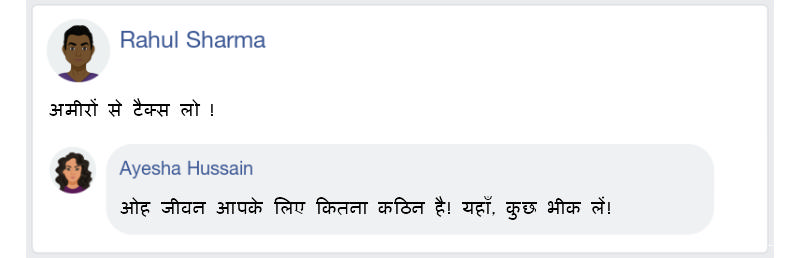 Rahul Sharma
अमीरों से टैक्स लो !
Ayesha Hussain
ओह जीवन आपके लिए कितना कठिन है! यहाँ, कुछ भीक लें!